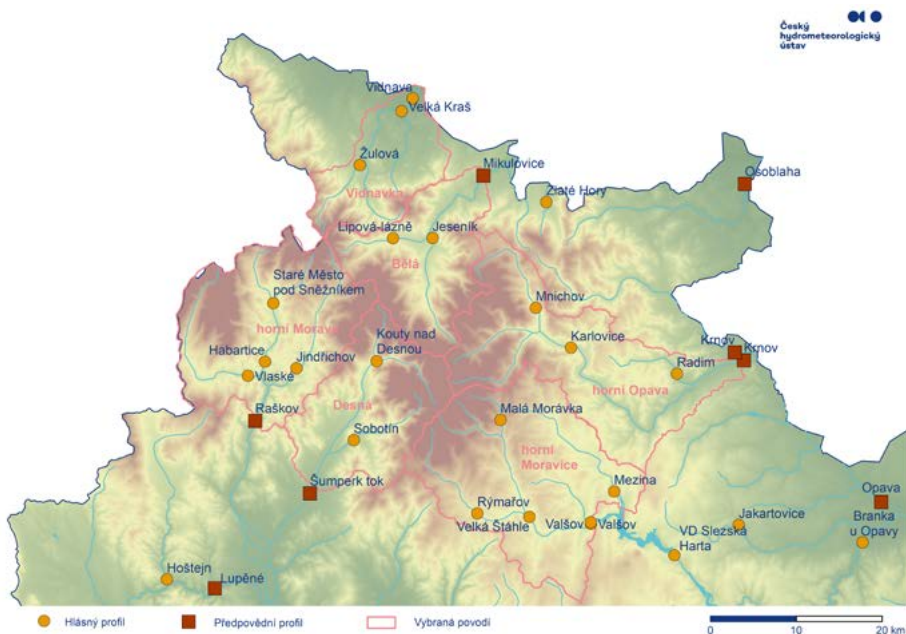 Český
hydrometeorologický
ústav
Vidnava
Velká Kraš
Žulová
Mikulovice
Osoblaha
Zlaté Hory
Vidnavka
Lipová-lázně
Jeseník
Bělá
Staré Město
pod Sněžníkem
Mnichov
horní Morava
Kouty nad
Desnou
Karlovice
Krnov
Krnov
Habartice
Jindřichov
Radim
Vlaské
horní Opava
Raškov
Desná
Malá Morávka
Sobotín
horní
Moravice
Šumperk tok
Mezina
Opava
Rýmařov
Jakartovice
Branka
u Opavy
Velká Štáhle
Valšov
Valšov
VD Slezská
Harta
Hoštejn
Lupěné
Hlásný profil
Předpovědní profil
Vybraná povodí
0
10
20 km